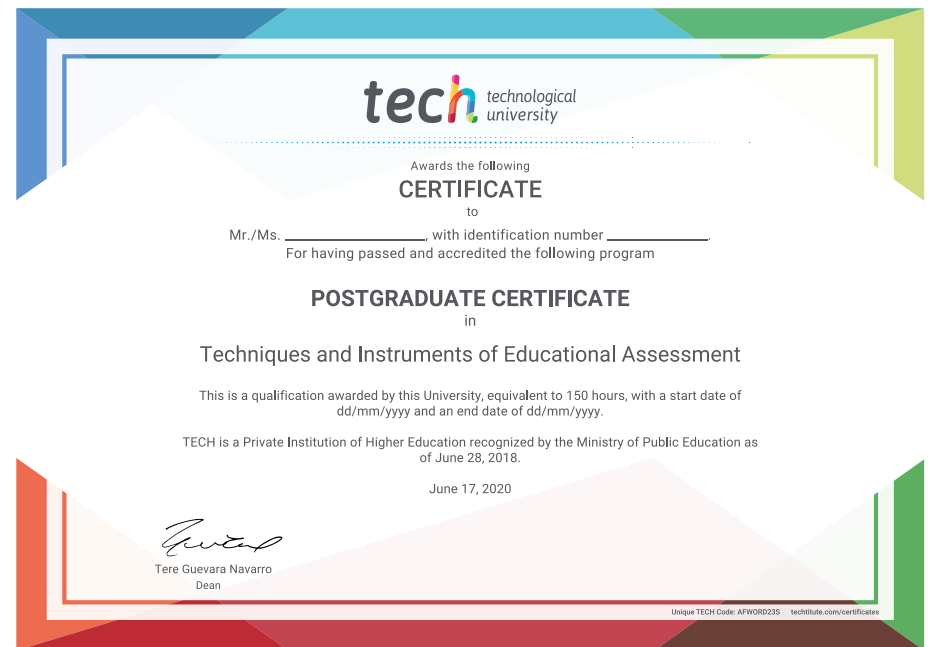 tech technological
university
Awards the following
CERTIFICATE
to
Mr./Ms. ____________________, with identification number ______________.
For having passed and accredited the following program
POSTGRADUATE CERTIFICATE
in
Techniques and Instruments of Educational Assessment
This is a qualification awarded by this University, equivalent to 150 hours, with a start date of
dd/mm/yyyy and an end date of dd/mm/yyyy.
TECH is a Private Institution of Higher Education recognized by the Ministry of Public Education as
of June 28, 2018.
June 17, 2020
Tere Guevara Navarro
Dean
Unique TECH Code: AFWORD23S techtitute.com/certificates